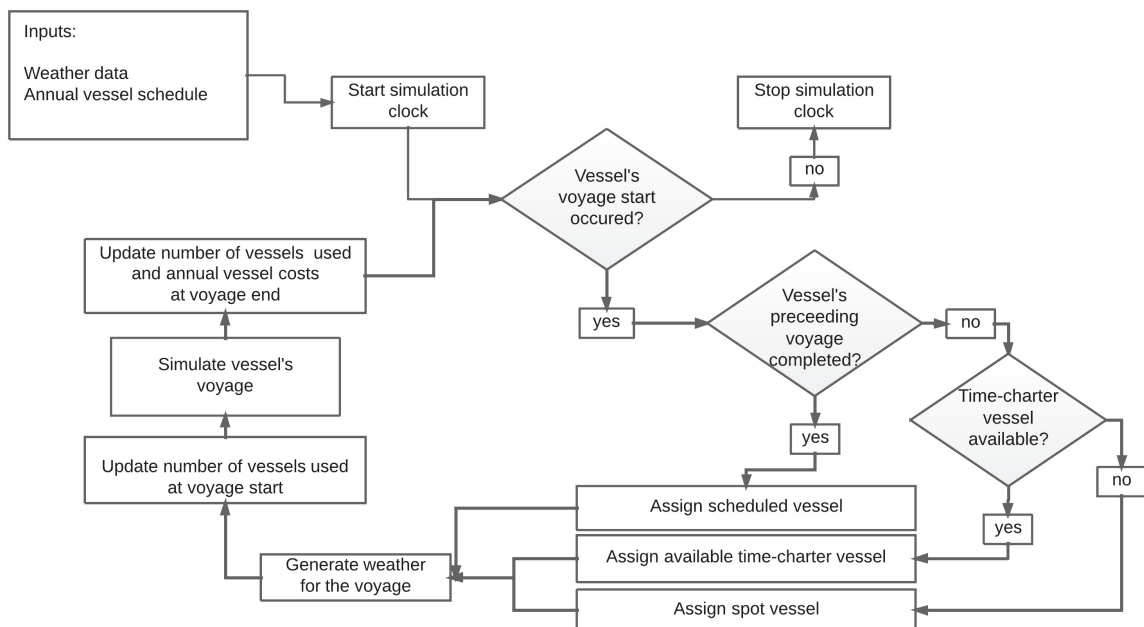 Inputs:
Weather data
Annual vessel schedule
Start simulation
clock
Stop simulation
clock
no
Vessel's
voyage start
occured?
Update number of vessels used
and annual vessel costs
at voyage end
yes
Vessel's
preceeding
voyage
completed?
no
Simulate vessel's
voyage
Time-charter
vessel
available?
yes
Update number of vessels used
at voyage start
no
Assign scheduled vessel
yes
Assign available time-charter vessel
Generate weather
for the voyage
Assign spot vessel